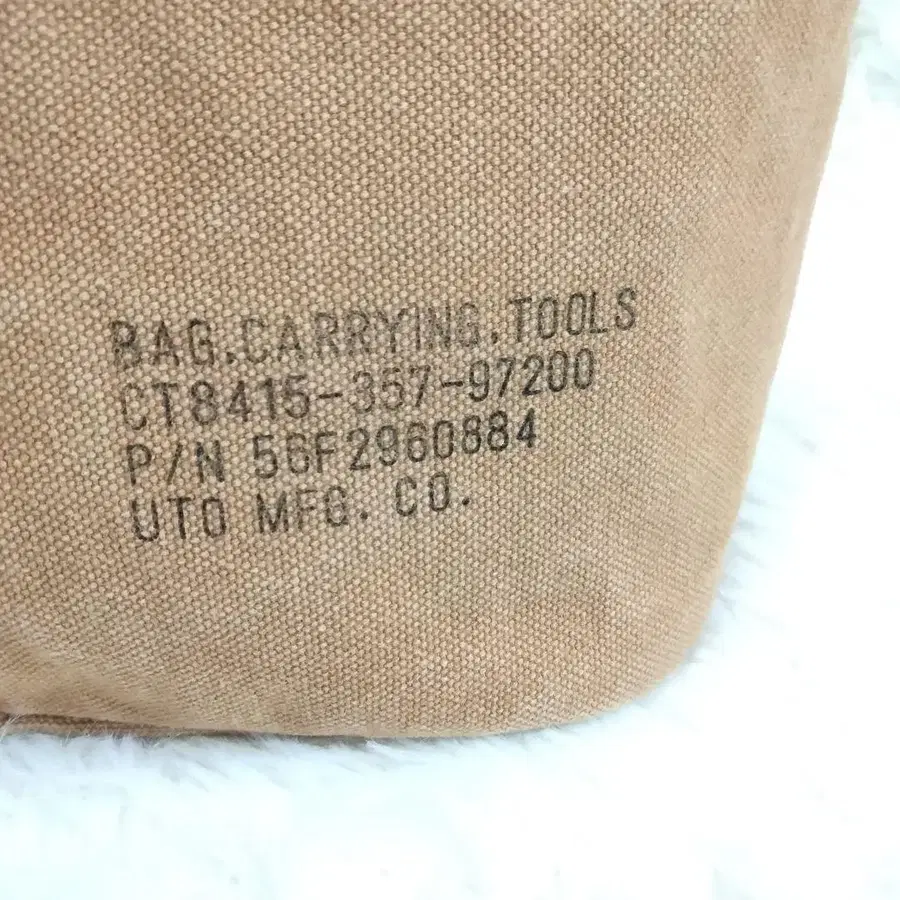 BAG.CARRYING.TOOLS
CT8415-357-97200
P/N 56F2960884
UTO MFG. CO.